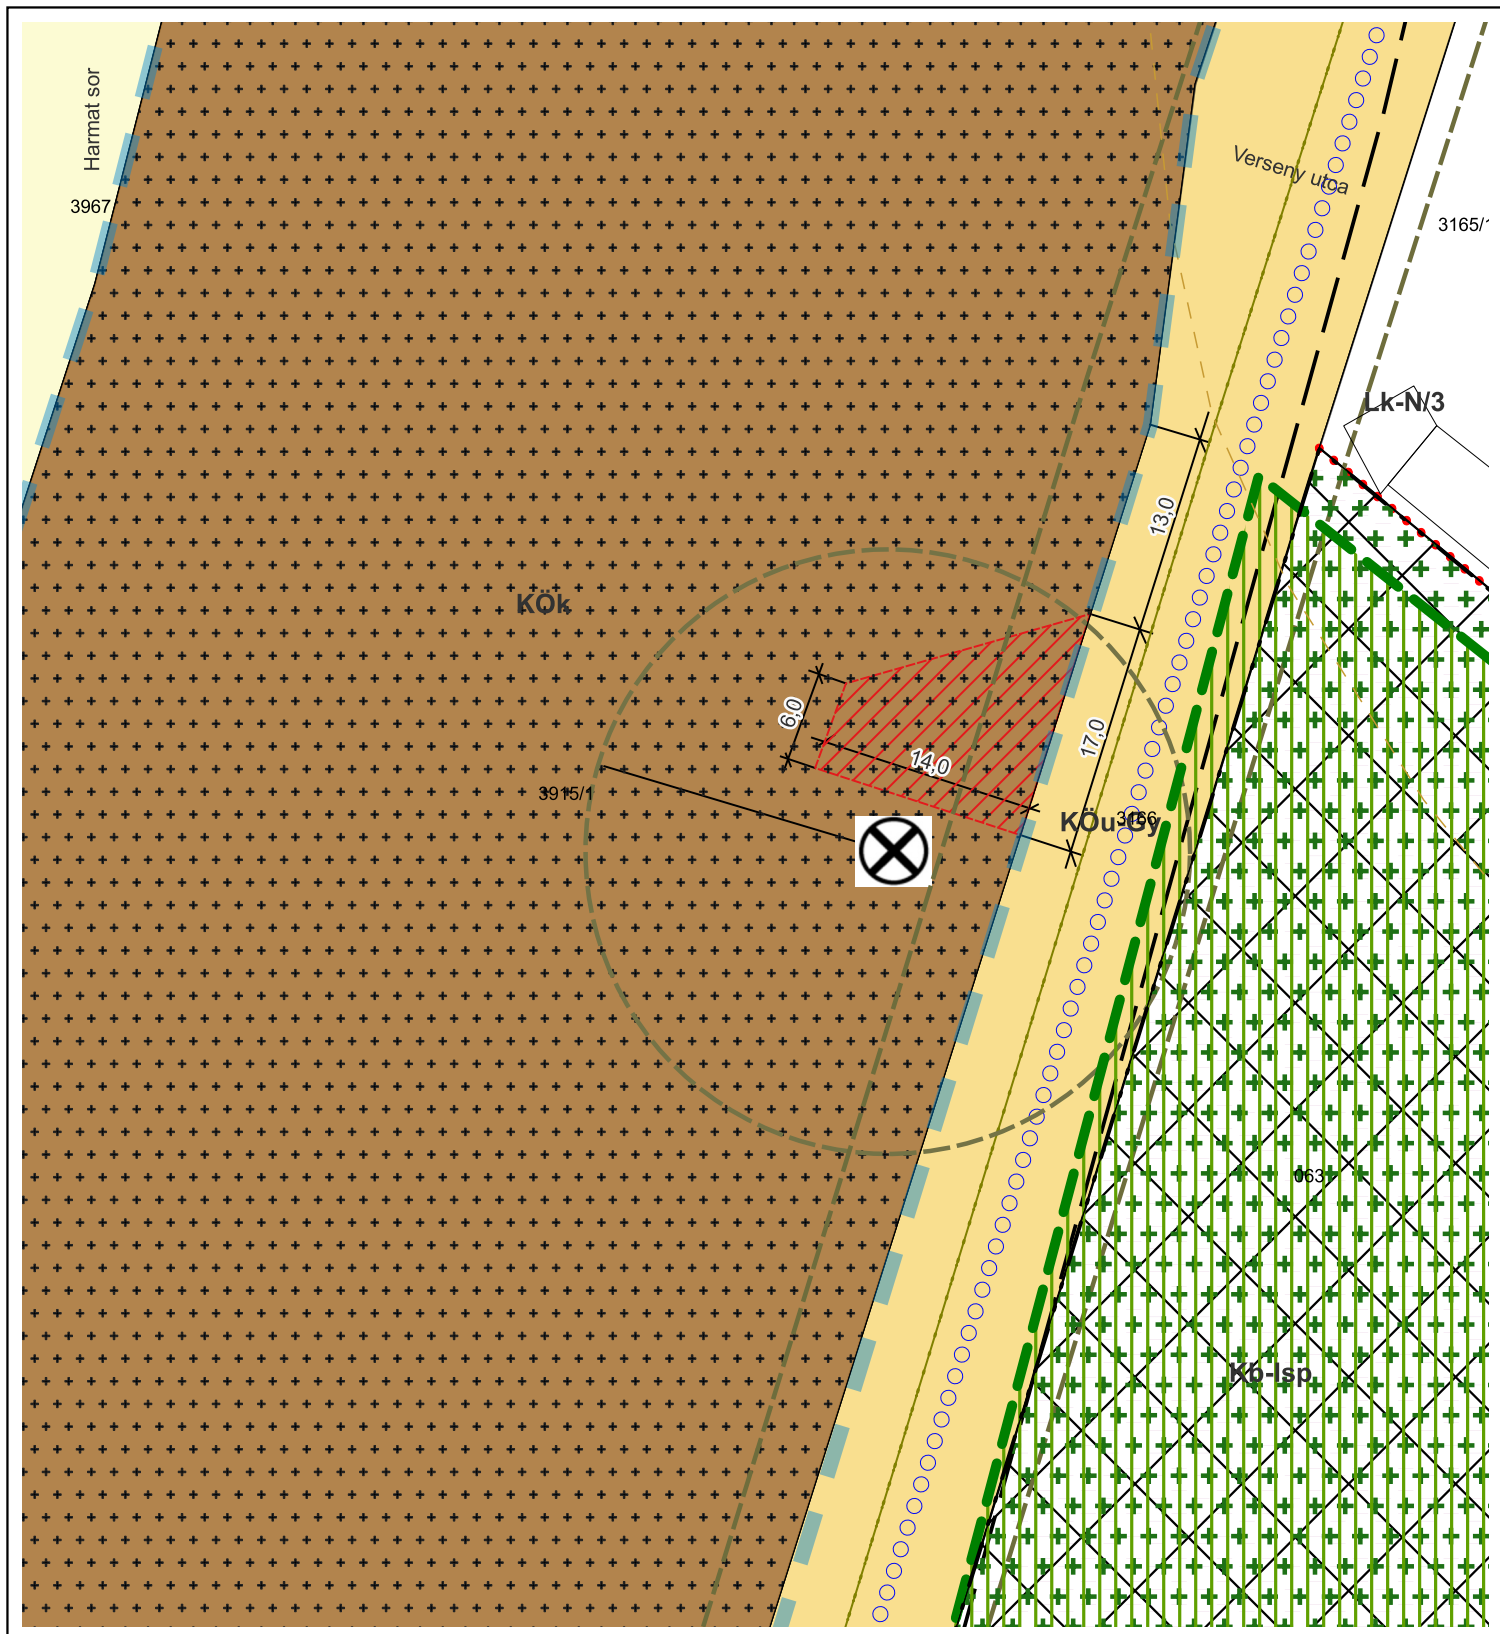 Harmat sor
3967
Verseny utca
3165/1
Lk-N/3
13,0
KÖk
6,0
17,0
14,0
3915/1
KÖu-Gy
3166
063
Kb-Isp